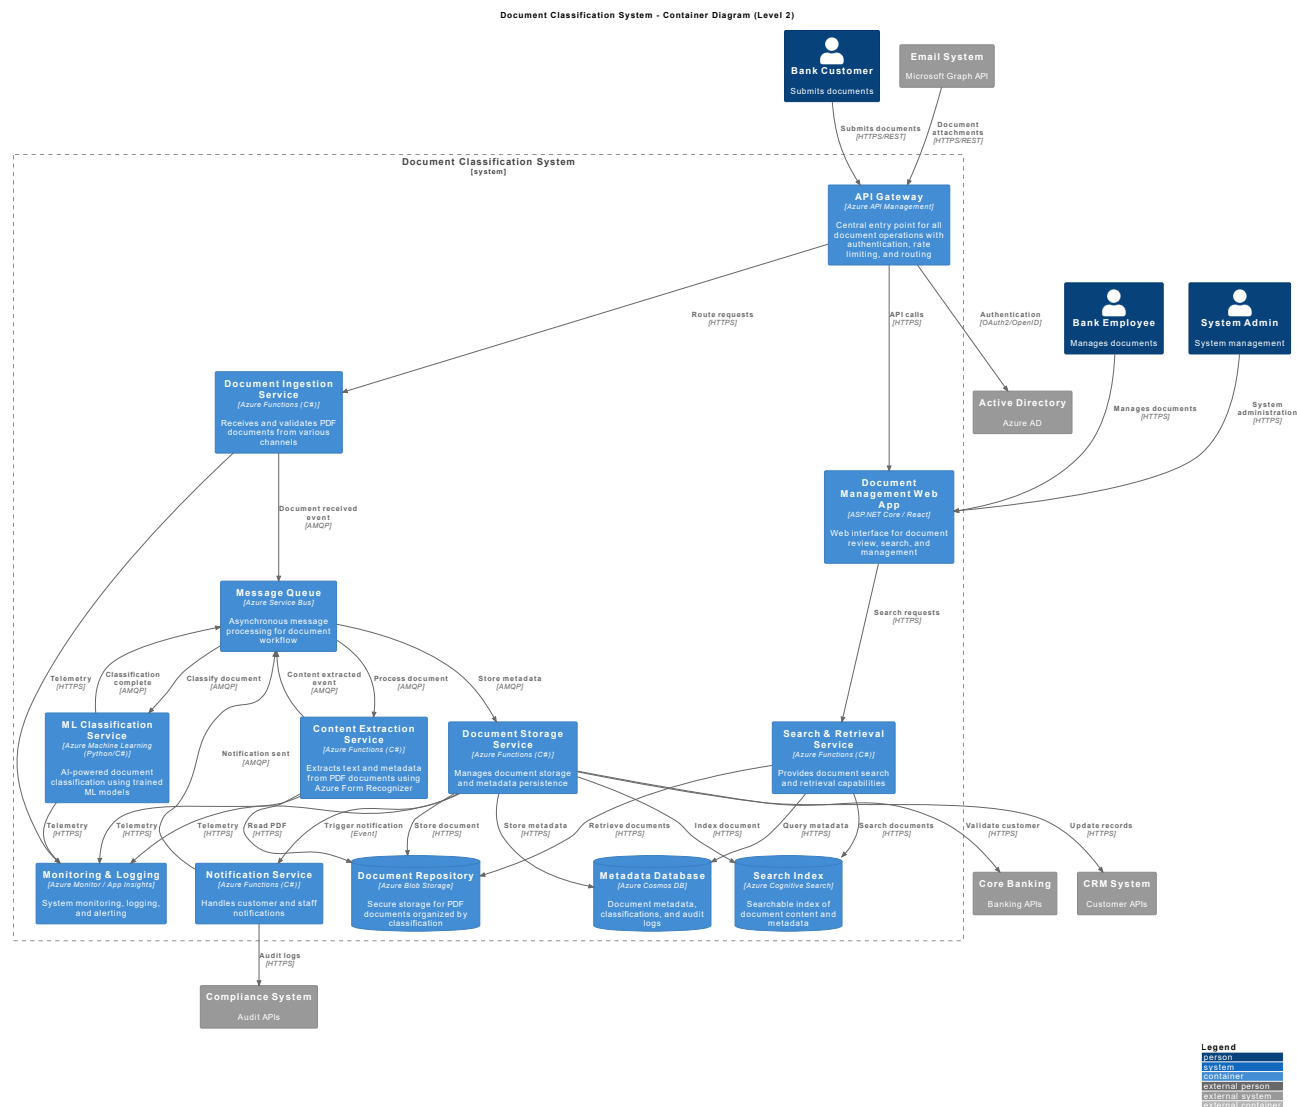 Document Classification System - Container Diagram (Level 2)
Bank Customer
Submits documents
Email System
Microsoft Graph API
Submits documents
[HTTPS/REST]
Document
attachments
[HTTPS/REST]
Document Classification System
[system]
API Gateway
[Azure API Management]
Central entry point for all
document operations with
authentication, rate
limiting, and routing
Route requests
[HTTPS]
API calls
[HTTPS]
Authentication
[OAuth2/OpenID]
Bank Employee
Manages documents
System Admin
System management
Document Ingestion
Service
[Azure Functions (C#)]
Receives and validates PDF
documents from various
channels
Active Directory
Azure AD
Manages documents
[HTTPS]
System
administration
[HTTPS]
Document
Management Web
App
[ASP.NET Core / React]
Web interface for document
review, search, and
management
Document received
event
[AMQP]
Message Queue
[Azure Service Bus]
Asynchronous message
processing for document
workflow
Search requests
[HTTPS]
Telemetry
[HTTPS]
Classification
complete
[AMQP]
Classify document
[AMQP]
Content extracted
event
[AMQP]
Process document
[AMQP]
Store metadata
[AMQP]
ML Classification
Service
[Azure Machine Learning
(Python/C#)]
AI-powered document
classification using trained
ML models
Notification sent
[AMQP]
Content Extraction
Service
[Azure Functions (C#)]
Extracts text and metadata
from PDF documents using
Azure Form Recognizer
Document Storage
Service
[Azure Functions (C#)]
Manages document storage
and metadata persistence
Search & Retrieval
Service
[Azure Functions (C#)]
Provides document search
and retrieval capabilities
Telemetry
[HTTPS]
Telemetry
[HTTPS]
Telemetry
[HTTPS]
Read PDF
[HTTPS]
Trigger notification
[Event]
Store document
[HTTPS]
Store metadata
[HTTPS]
Retrieve documents
[HTTPS]
Index document
[HTTPS]
Query metadata
[HTTPS]
Search documents
[HTTPS]
Validate customer
[HTTPS]
Update records
[HTTPS]
Monitoring & Logging
[Azure Monitor / App Insights]
System monitoring, logging,
and alerting
Notification Service
[Azure Functions (C#)]
Handles customer and staff
notifications
Document Repository
[Azure Blob Storage]
Secure storage for PDF
documents organized by
classification
Metadata Database
[Azure Cosmos DB]
Document metadata,
classifications, and audit
logs
Search Index
[Azure Cognitive Search]
Searchable index of
document content and
metadata
Core Banking
Banking APIs
CRM System
Customer APIs
Audit logs
[HTTPS]
Compliance System
Audit APIs
Legend
person
system
container
external person
external system
external container